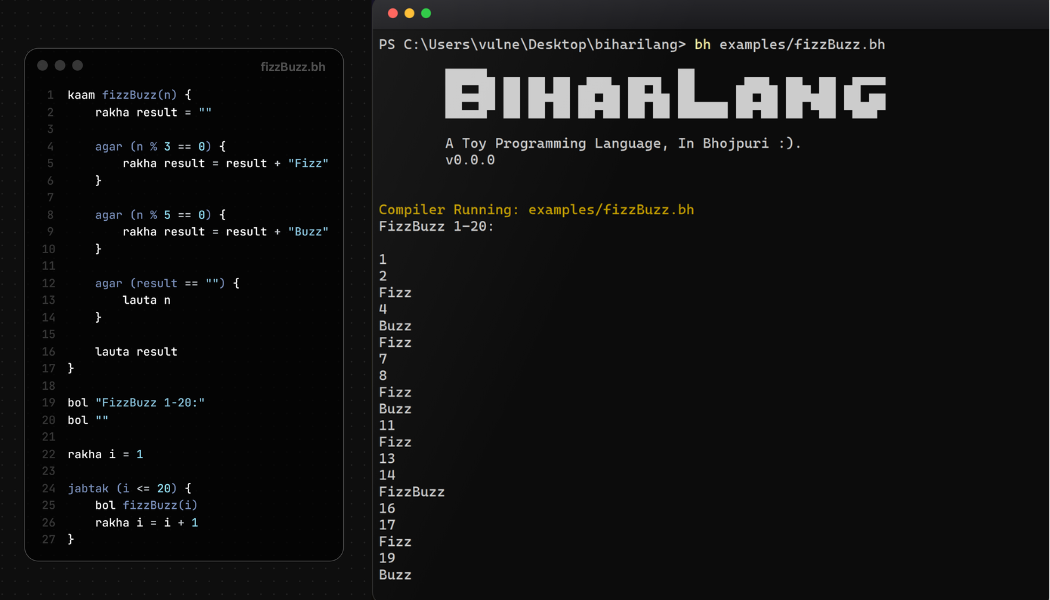 fizzBuzz.bh
1 kaam fizzBuzz(n) {
2 rakha result = ""
3
4 agar (n % 3 == 0) {
5 rakha result = result + "Fizz"
6 }
7
8 agar (n % 5 == 0) {
9 rakha result = result + "Buzz"
10 }
11
12 agar (result == "") {
13 lauta n
14 }
15
16 lauta result
17 }
18
19 bol "FizzBuzz 1-20:"
20 bol ""
21
22 rakha i = 1
23
24 jabtak (i <= 20) {
25 bol fizzBuzz(i)
26 rakha i = i + 1
27 }
PS C:\Users\vulne\Desktop\biharilang> bh examples/fizzBuzz.bh
BIHARLANG
A Toy Programming Language, In Bhojpuri :).
v0.0.0
Compiler Running: examples/fizzBuzz.bh
FizzBuzz 1-20:
1
2
Fizz
4
Buzz
Fizz
7
8
Fizz
Buzz
11
Fizz
13
14
FizzBuzz
16
17
Fizz
19
Buzz